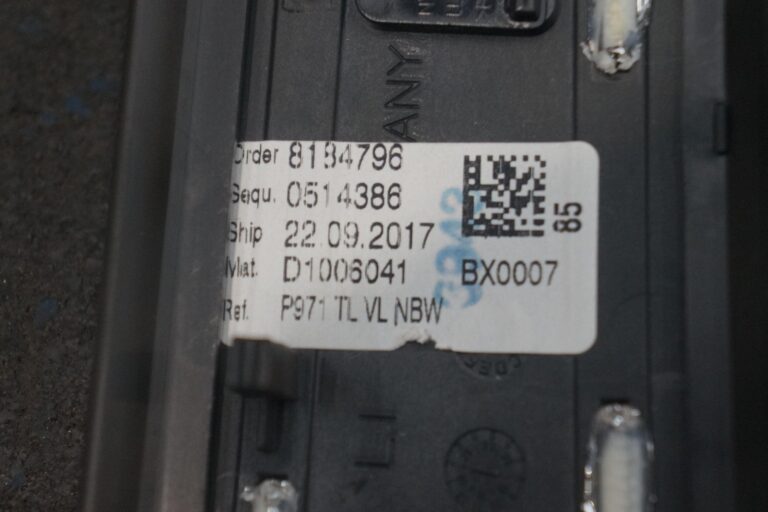 ANY
Order 8184796
Sequ. 0514386
Ship 22.09.2017
85
Mat. D1006041 BX0007
Ref. P971 TL VL NBW